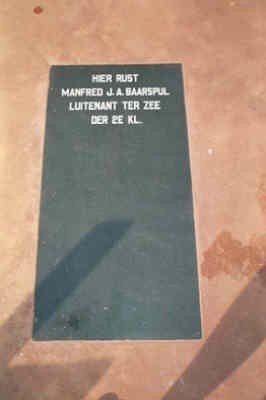 HIER RUST
MANFRED J.A. BAARSPUL
LUITENANT TER ZEE
DER 2E KL.